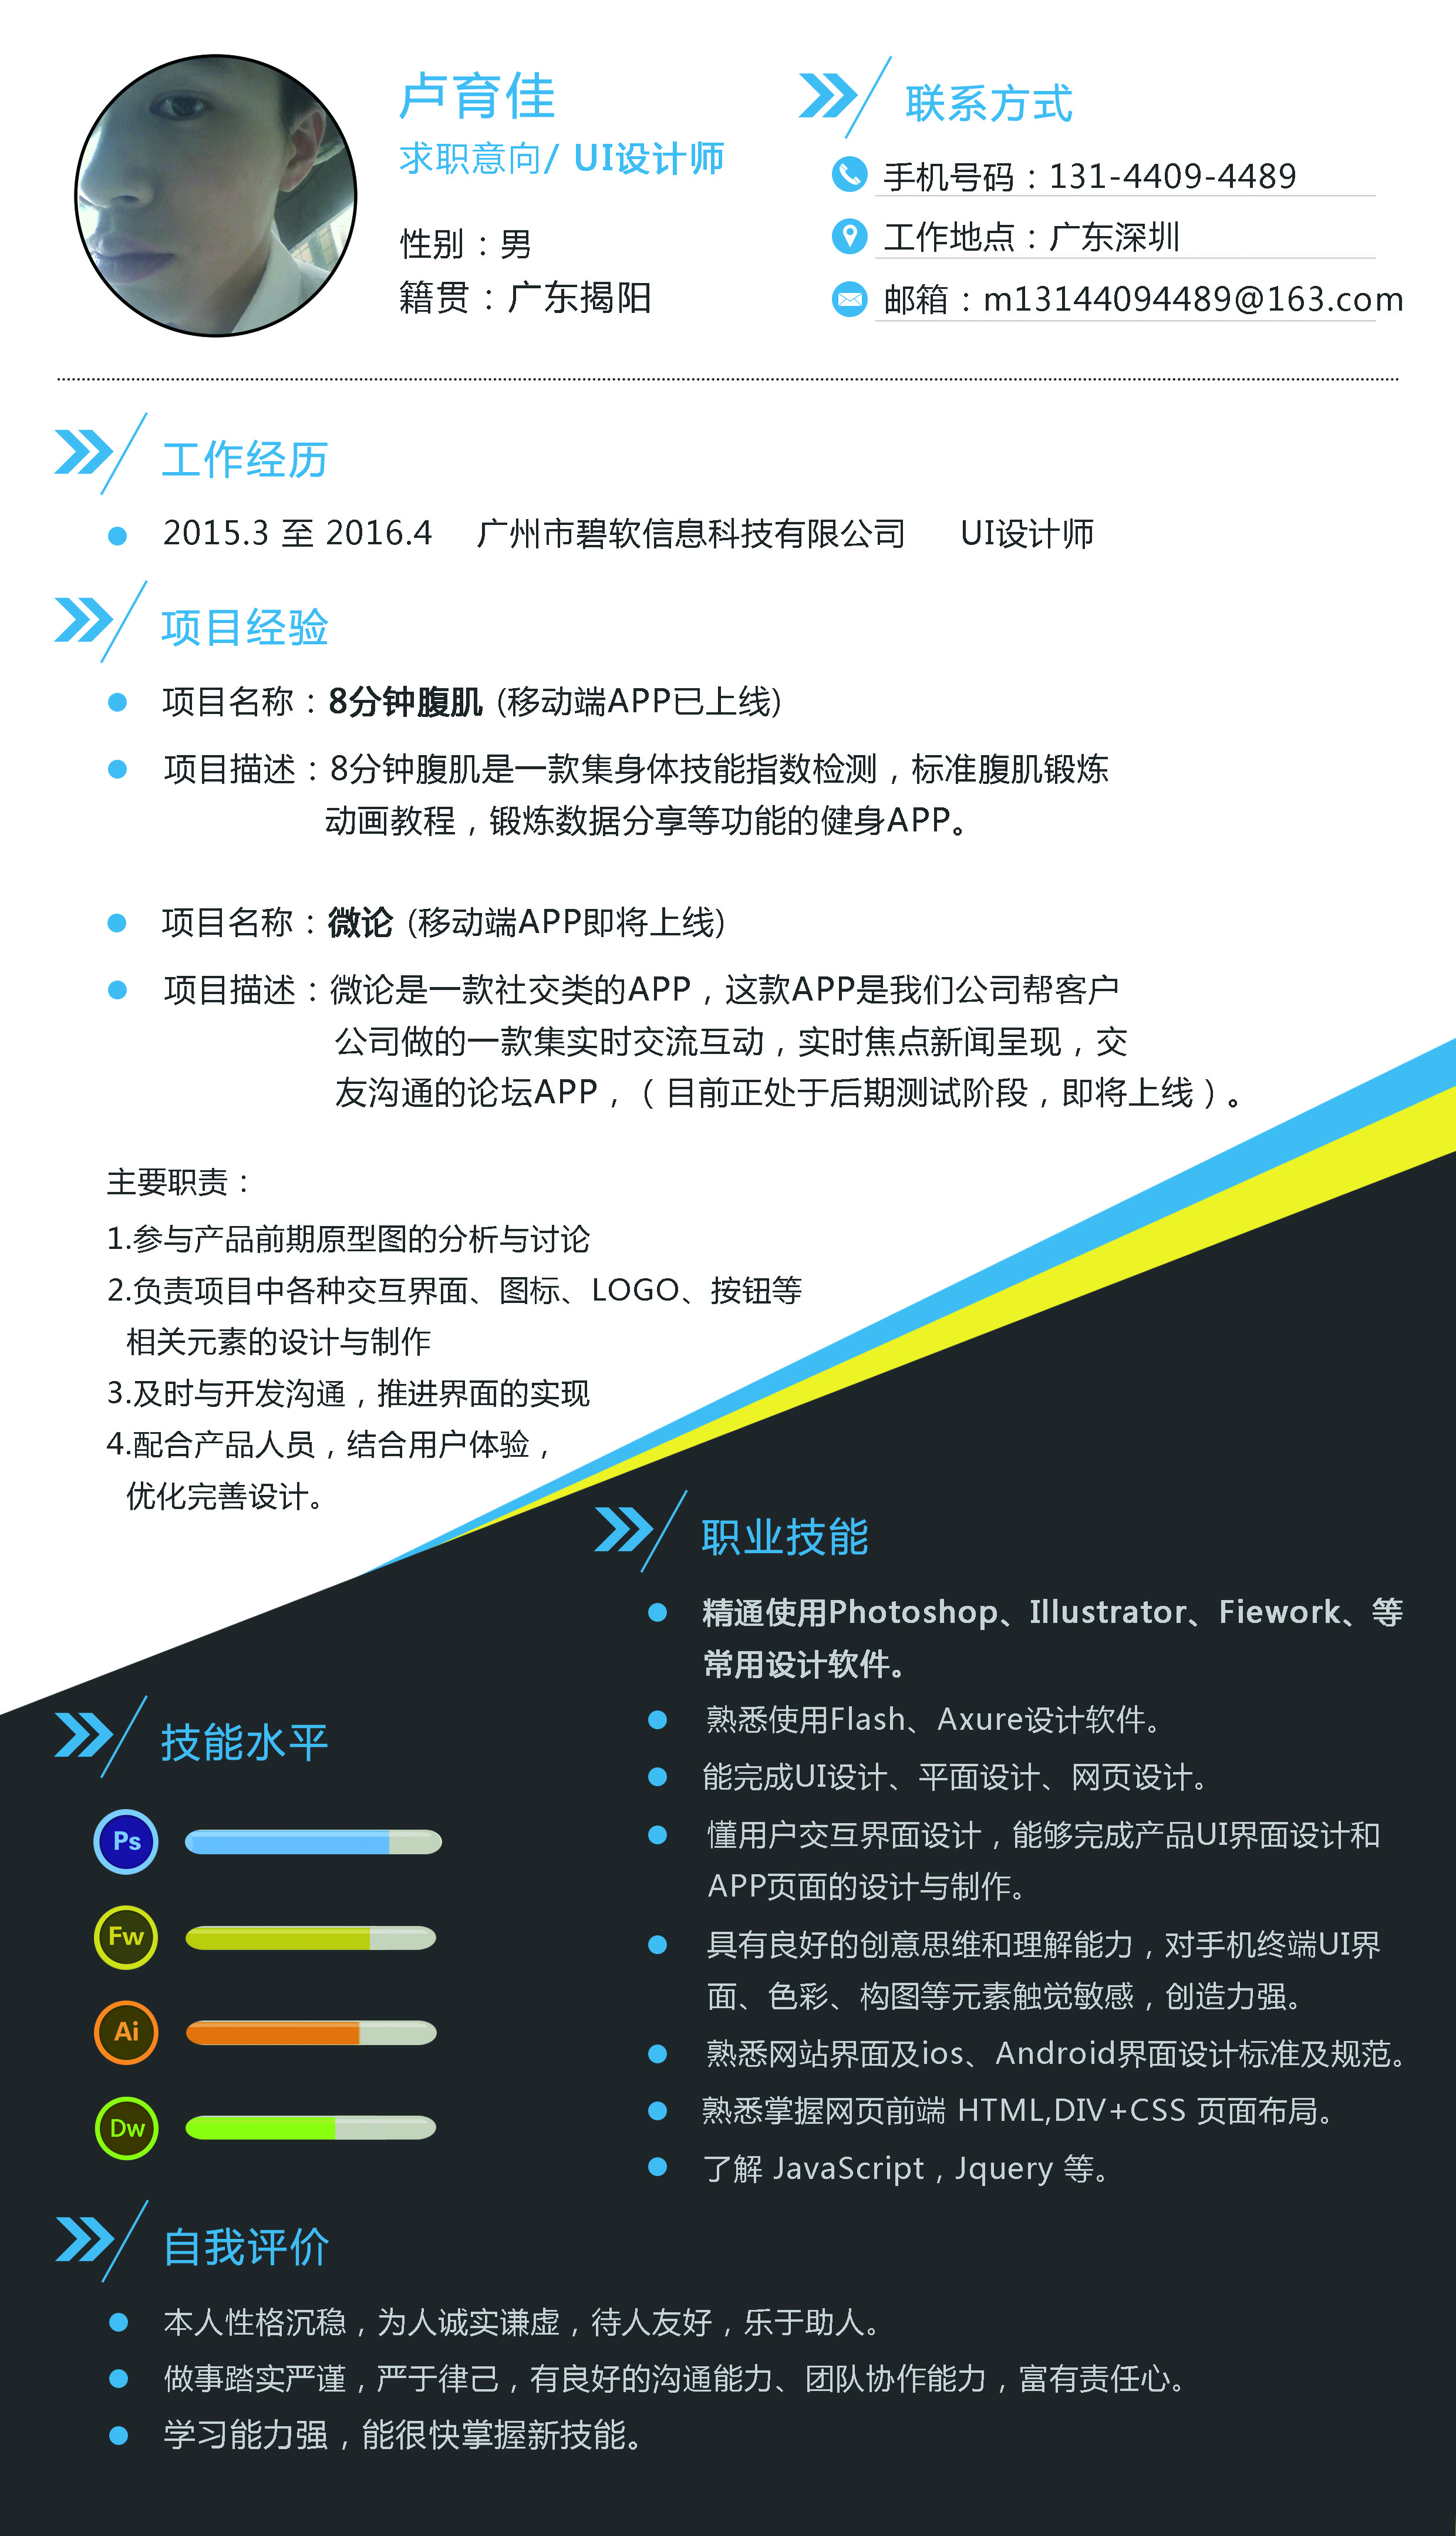 卢育佳
求职意向/ UI设计师
性别：男
籍贯：广东揭阳
联系方式
手机号码：131-4409-4489
工作地点：广东深圳
邮箱：m13144094489@163.com
工作经历
2015.3 至 2016.4 广州市碧软信息科技有限公司 UI设计师
项目经验
项目名称：8分钟腹肌 (移动端APP已上线)
项目描述：8分钟腹肌是一款集身体技能指数检测，标准腹肌锻炼
动画教程，锻炼数据分享等功能的健身APP。
项目名称：微论 (移动端APP即将上线)
项目描述：微论是一款社交类的APP，这款APP是我们公司帮客户
公司做的一款集实时交流互动，实时焦点新闻呈现，交
友沟通的论坛APP，（目前正处于后期测试阶段，即将上线）。
主要职责：
1.参与产品前期原型图的分析与讨论
2.负责项目中各种交互界面、图标、LOGO、按钮等
相关元素的设计与制作
3.及时与开发沟通，推进界面的实现
4.配合产品人员，结合用户体验，
优化完善设计。
职业技能
精通使用Photoshop、Illustrator、Fiework、等
常用设计软件。
熟悉使用Flash、Axure设计软件。
能完成UI设计、平面设计、网页设计。
懂用户交互界面设计，能够完成产品UI界面设计和
APP页面的设计与制作。
具有良好的创意思维和理解能力，对手机终端UI界
面、色彩、构图等元素触觉敏感，创造力强。
熟悉网站界面及ios、Android界面设计标准及规范。
熟悉掌握网页前端 HTML,DIV+CSS 页面布局。
了解 JavaScript，Jquery 等。
技能水平
Ps
Fw
Ai
Dw
自我评价
本人性格沉稳，为人诚实谦虚，待人友好，乐于助人。
做事踏实严谨，严于律己，有良好的沟通能力、团队协作能力，富有责任心。
学习能力强，能很快掌握新技能。